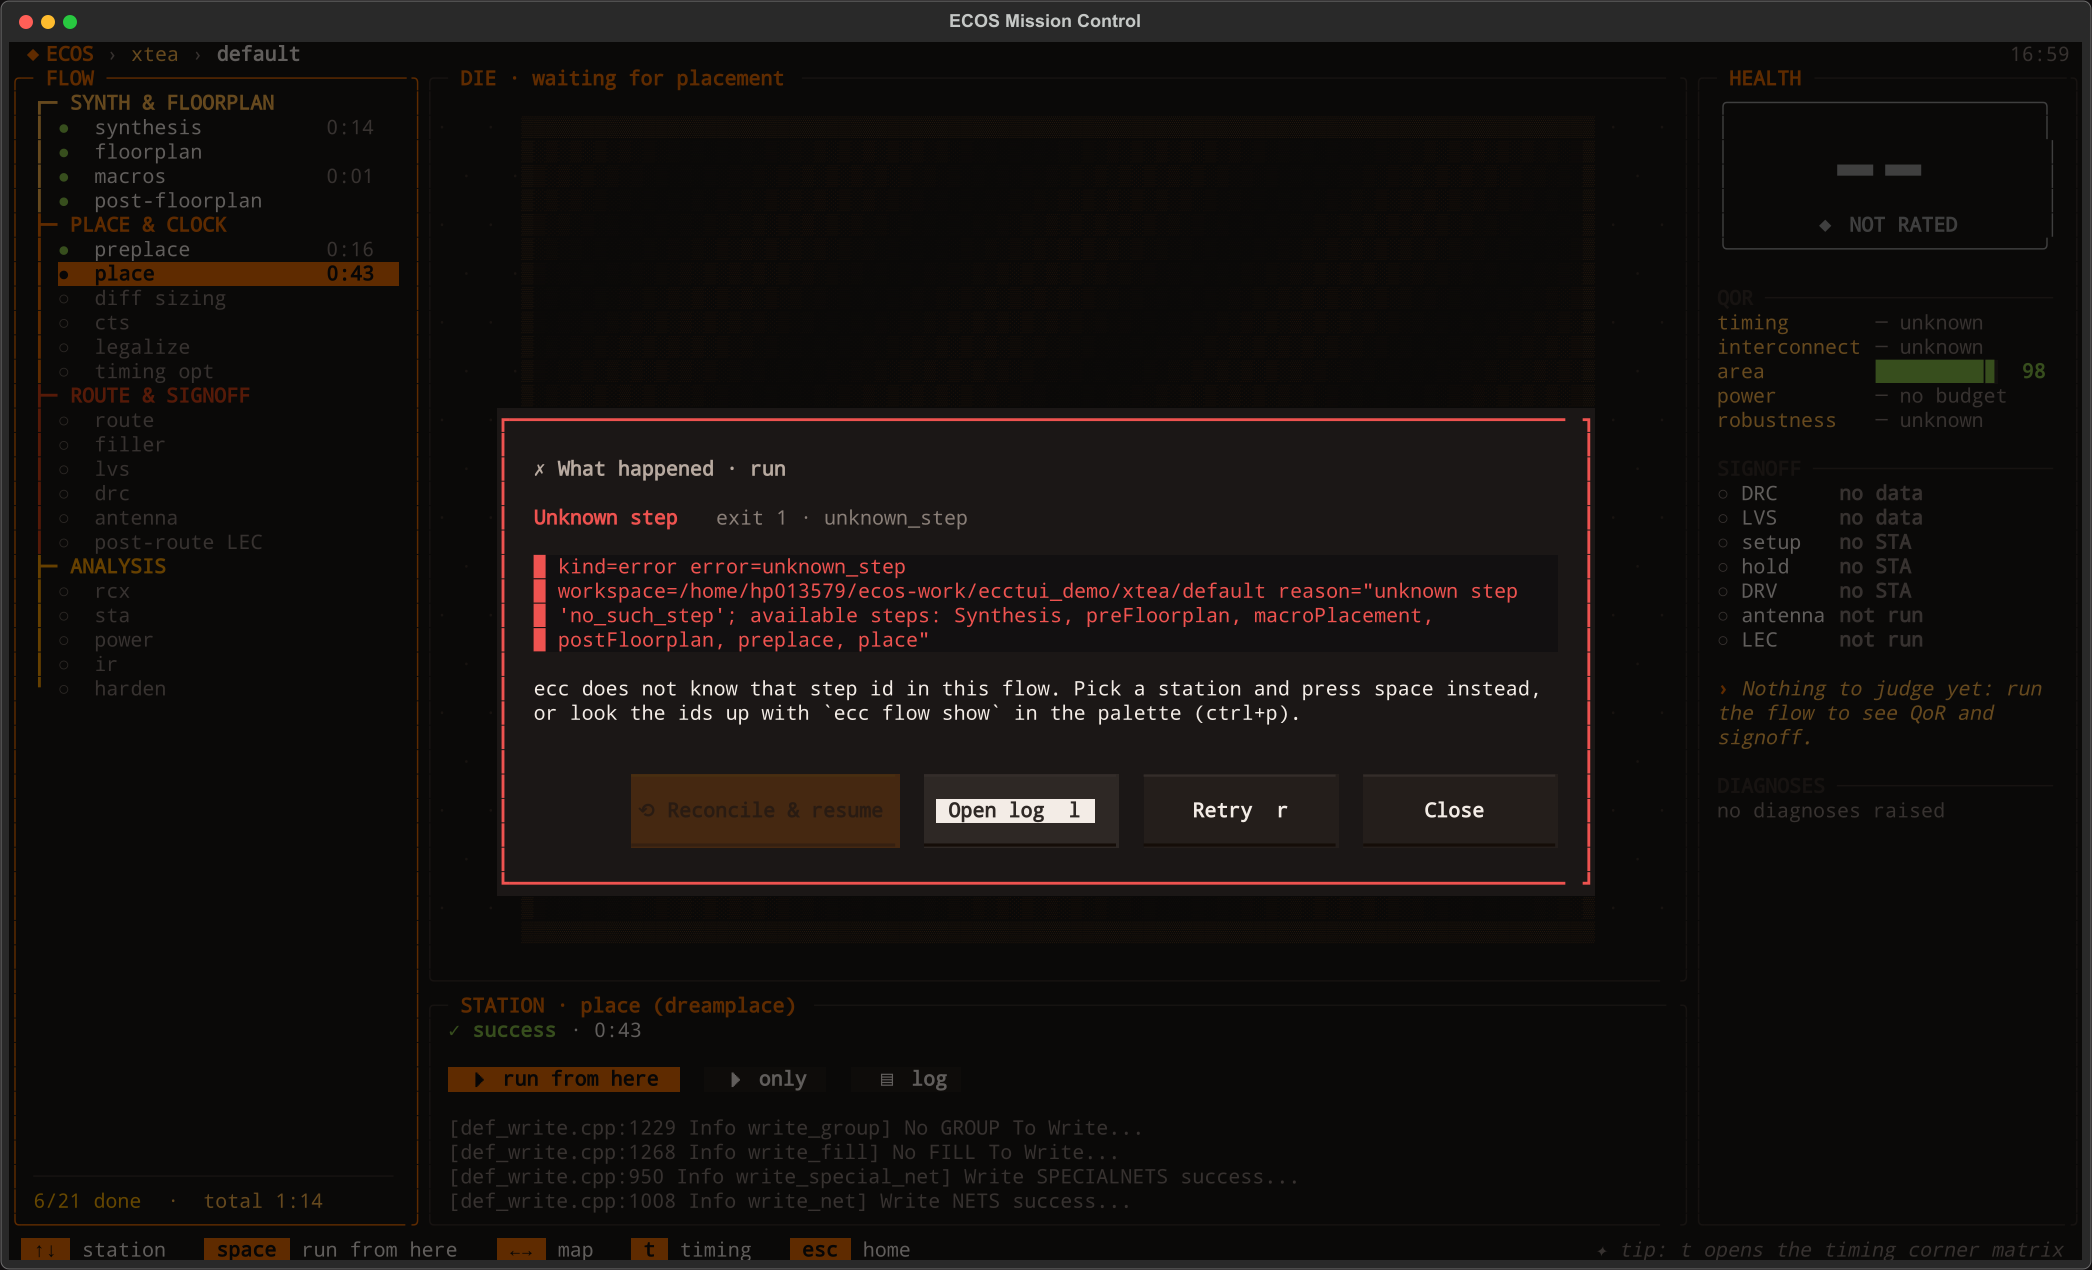 ECOS Mission Control
◆ ECOS › xtea › default
16:59
FLOW
SYNTH & FLOORPLAN
● synthesis 0:14
● floorplan
● macros 0:01
● post-floorplan
PLACE & CLOCK
● preplace 0:16
● place 0:43
○ diff sizing
○ cts
○ legalize
○ timing opt
ROUTE & SIGNOFF
○ route
○ filler
○ lvs
○ drc
○ antenna
○ post-route LEC
ANALYSIS
○ rcx
○ sta
○ power
○ ir
○ harden
6/21 done · total 1:14
DIE · waiting for placement
✗ What happened · run
Unknown step exit 1 · unknown_step
kind=error error=unknown_step
workspace=/home/hp013579/ecos-work/ecctui_demo/xtea/default reason="unknown step
'no_such_step'; available steps: Synthesis, preFloorplan, macroPlacement,
postFloorplan, preplace, place"
ecc does not know that step id in this flow. Pick a station and press space instead,
or look the ids up with `ecc flow show` in the palette (ctrl+p).
⟲ Reconcile & resume
Open log l
Retry r
Close
STATION · place (dreamplace)
✓ success · 0:43
run from here
only
log
[def_write.cpp:1229 Info write_group] No GROUP To Write...
[def_write.cpp:1268 Info write_fill] No FILL To Write...
[def_write.cpp:950 Info write_special_net] Write SPECIALNETS success...
[def_write.cpp:1008 Info write_net] Write NETS success...
HEALTH
◆ NOT RATED
QOR
timing — unknown
interconnect — unknown
area 98
power — no budget
robustness — unknown
SIGNOFF
○ DRC no data
○ LVS no data
○ setup no STA
○ hold no STA
○ DRV no STA
○ antenna not run
○ LEC not run
› Nothing to judge yet: run
the flow to see QoR and
signoff.
DIAGNOSES
no diagnoses raised
↑↓ station space run from here ←→ map t timing esc home
✦ tip: t opens the timing corner matrix